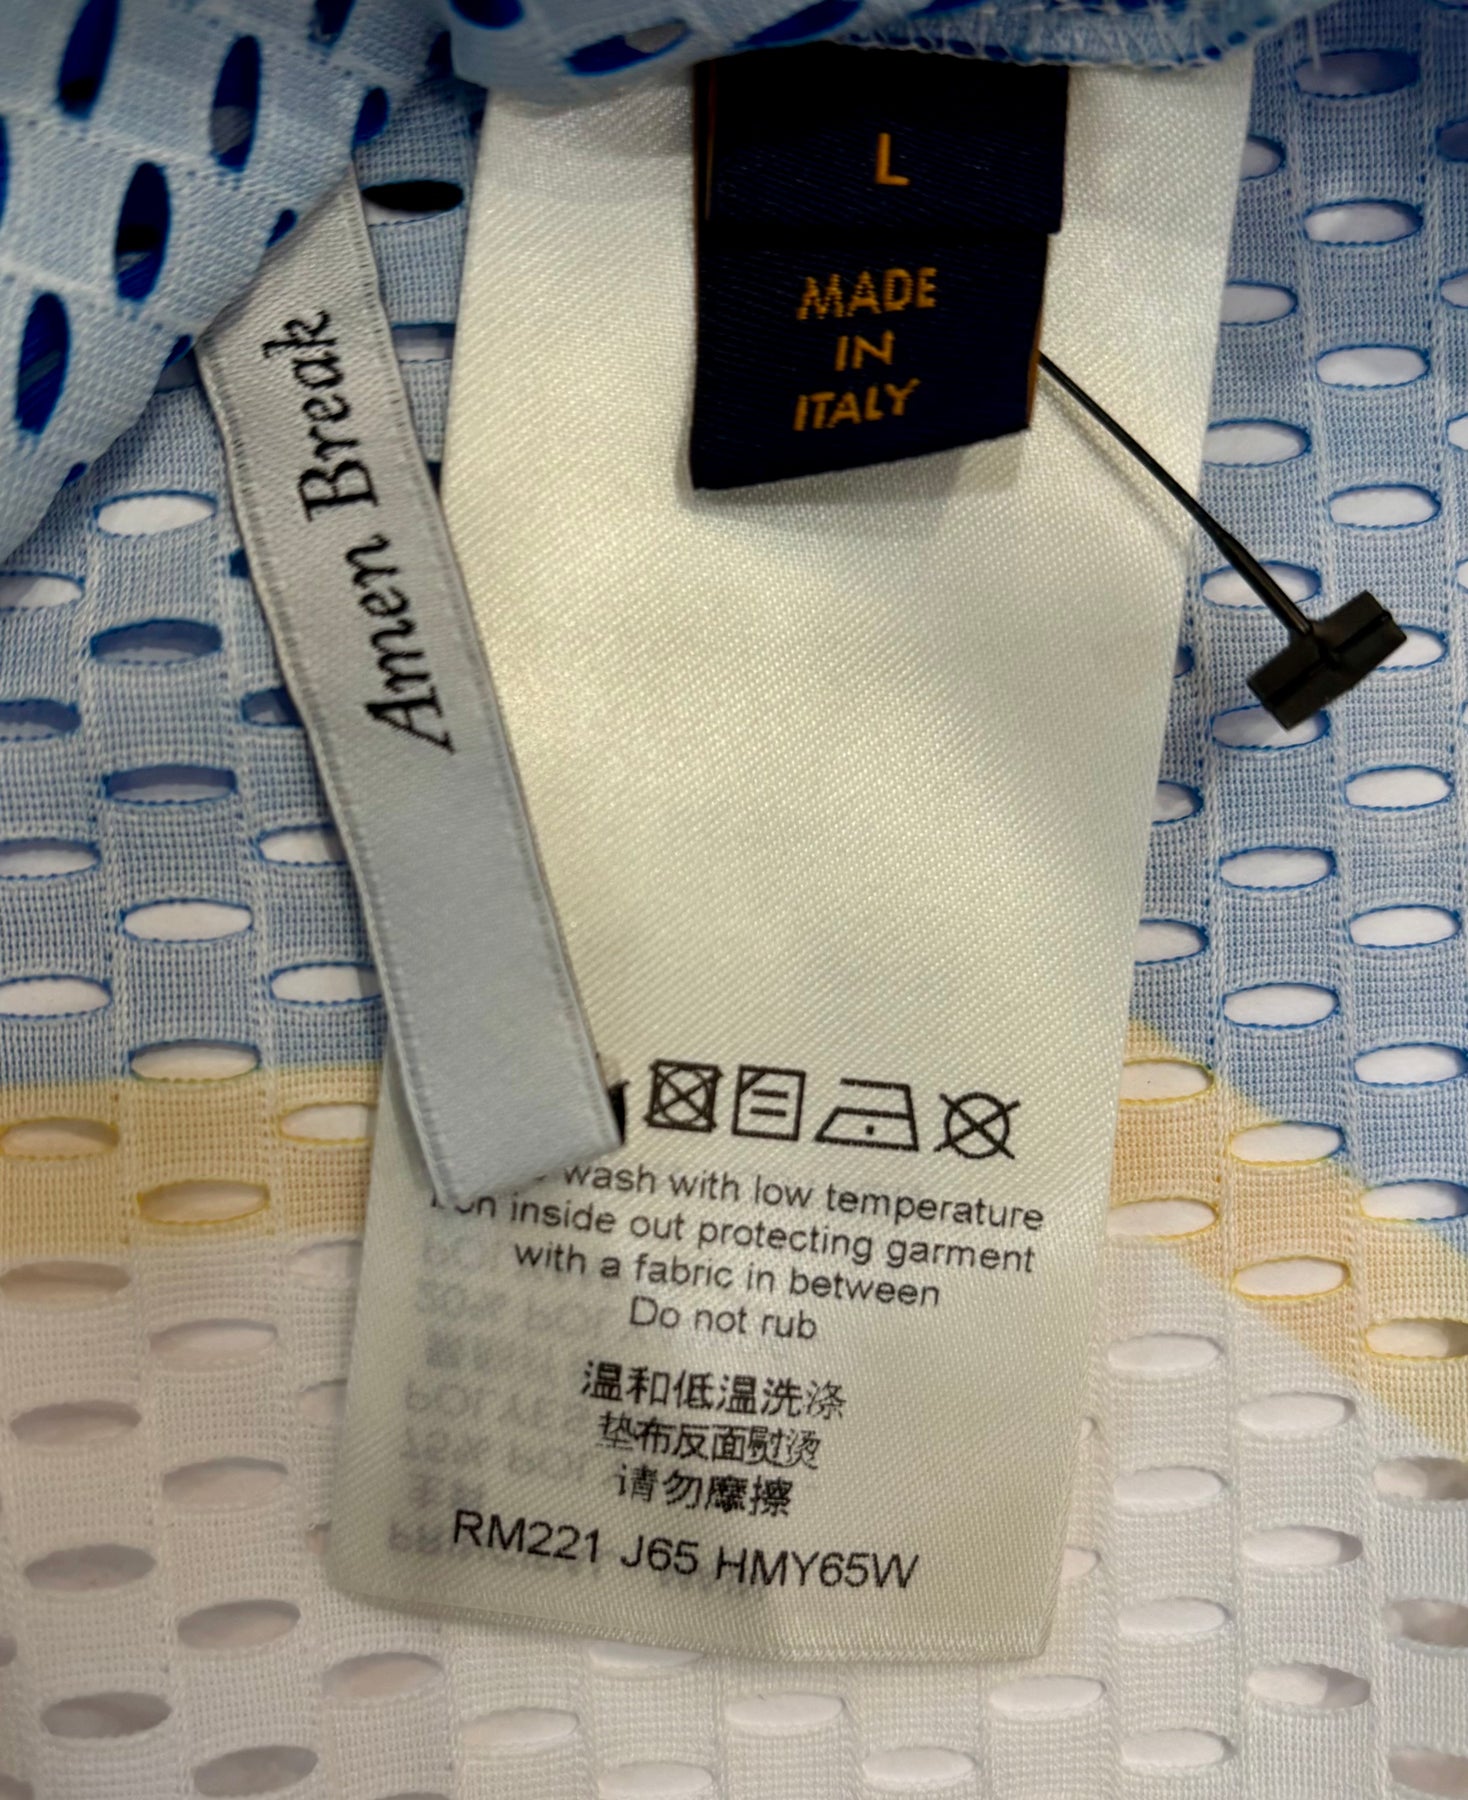 L
MADE
IN
ITALY
Amen Break
wash with low temperature
inside out protecting garment
with a fabric in between
Do not rub
温和低温洗涤
垫布反面熨烫
请勿摩擦
RM221 J65 HMY65W